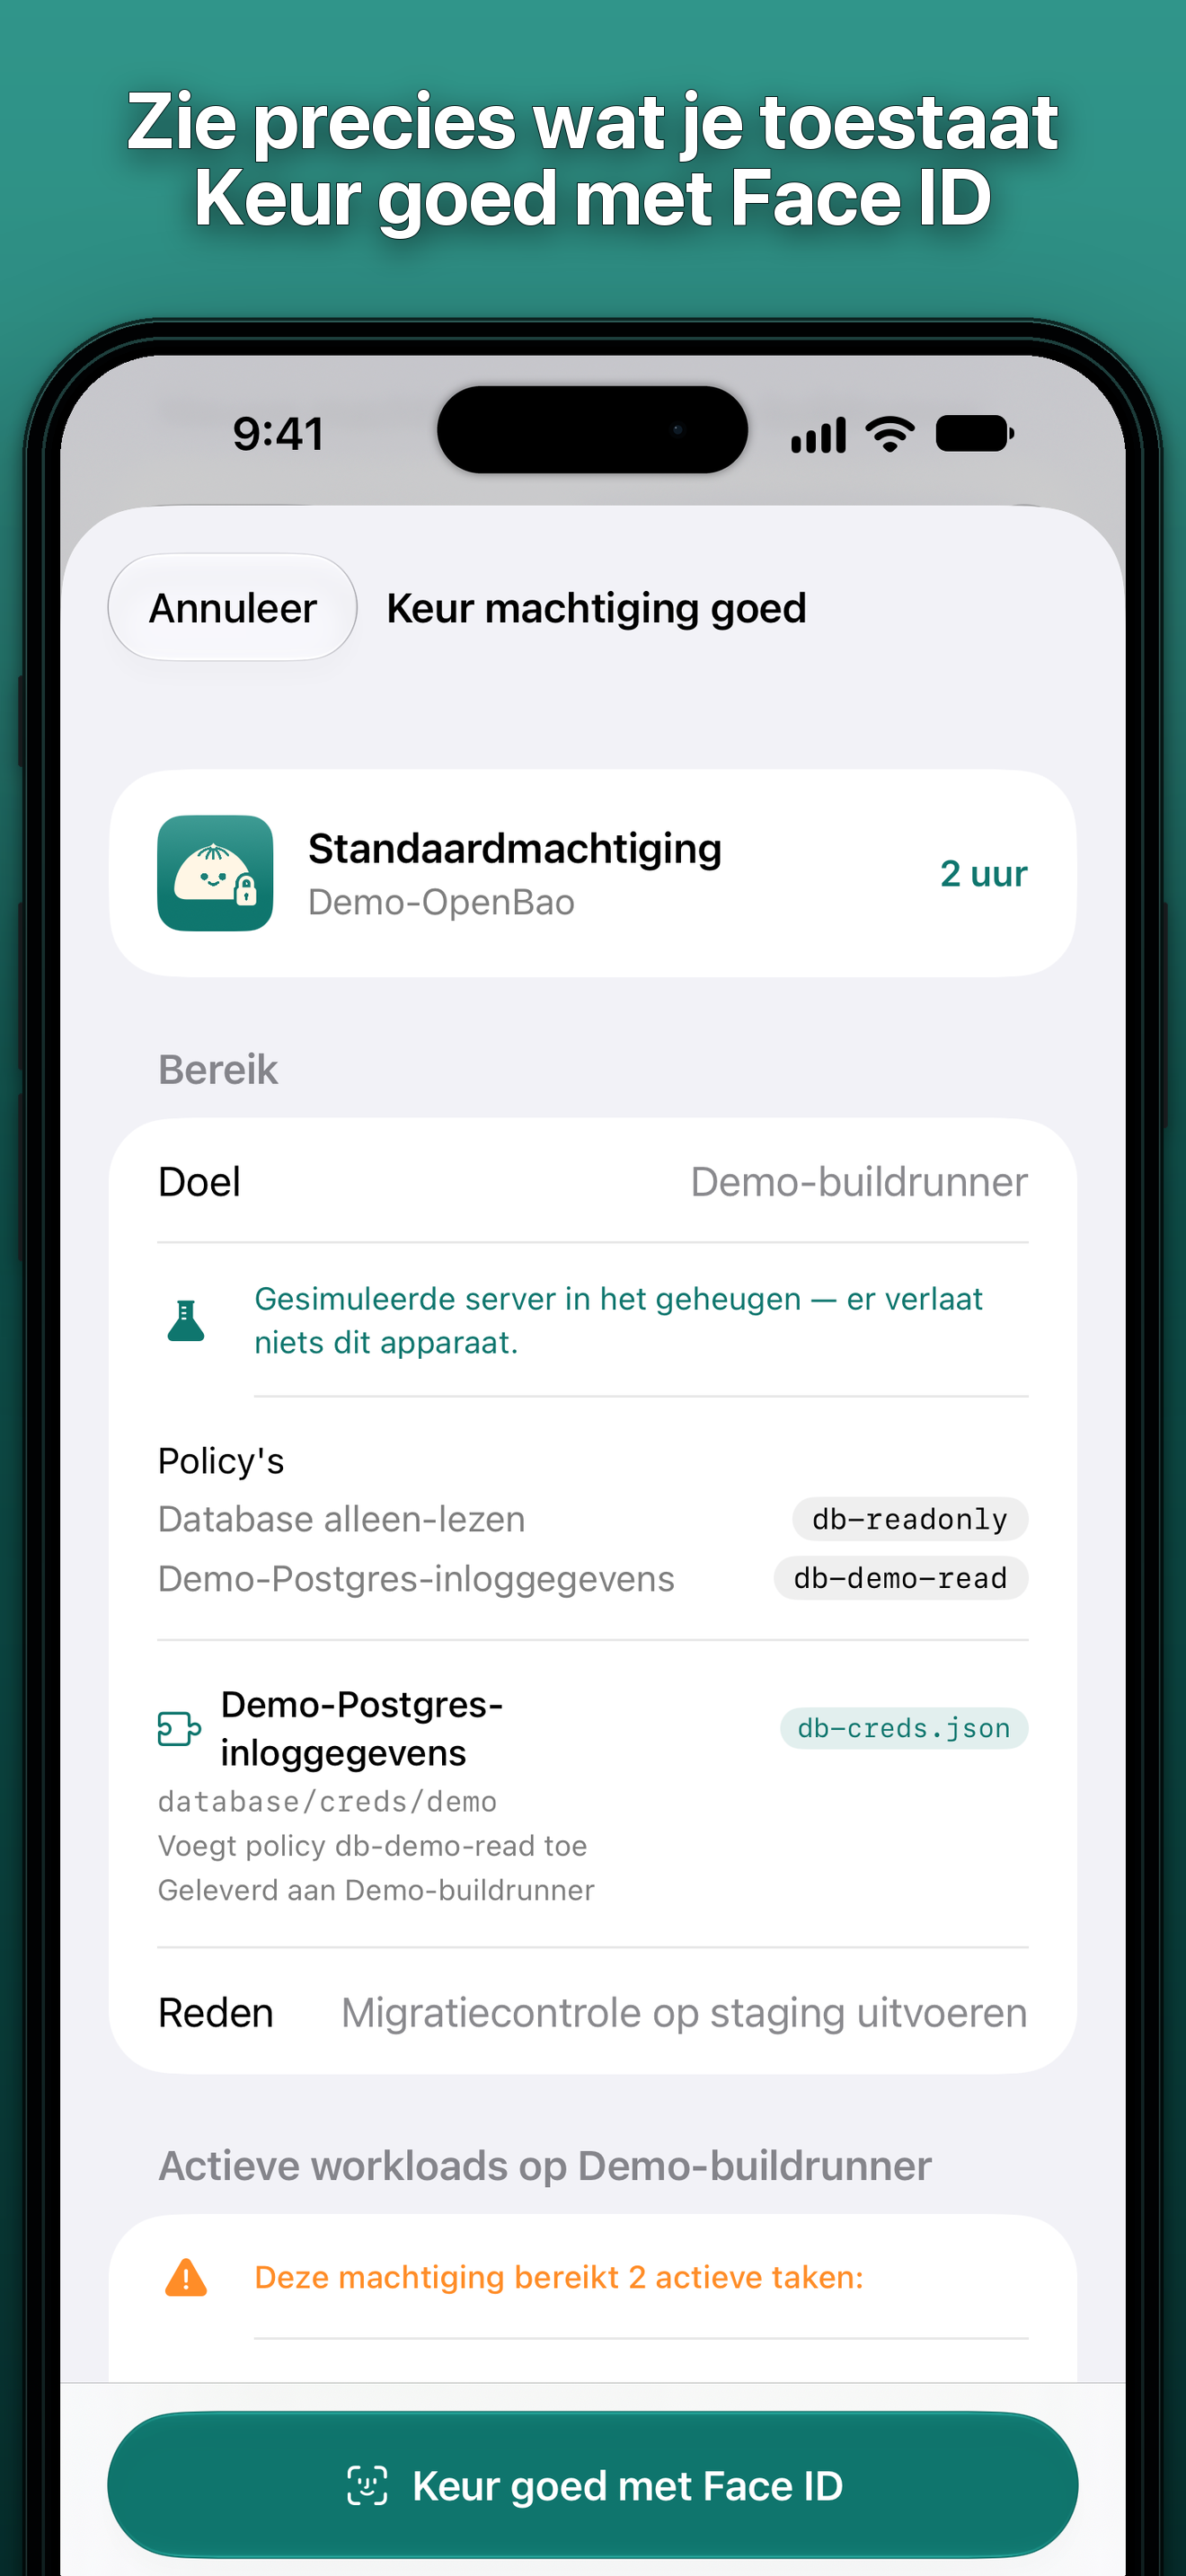 Zie precies wat je toestaat
Keur goed met Face ID
9:41
Annuleer
Keur machtiging goed
Standaardmachtiging
Demo-OpenBao
2 uur
Bereik
Doel
Demo-buildrunner
Gesimuleerde server in het geheugen — er verlaat
niets dit apparaat.
Policy's
Database alleen-lezen
db-readonly
Demo-Postgres-inloggegevens
db-demo-read
Demo-Postgres-
inloggegevens
db-creds.json
database/creds/demo
Voegt policy db-demo-read toe
Geleverd aan Demo-buildrunner
Reden
Migratiecontrole op staging uitvoeren
Actieve workloads op Demo-buildrunner
Deze machtiging bereikt 2 actieve taken:
Keur goed met Face ID